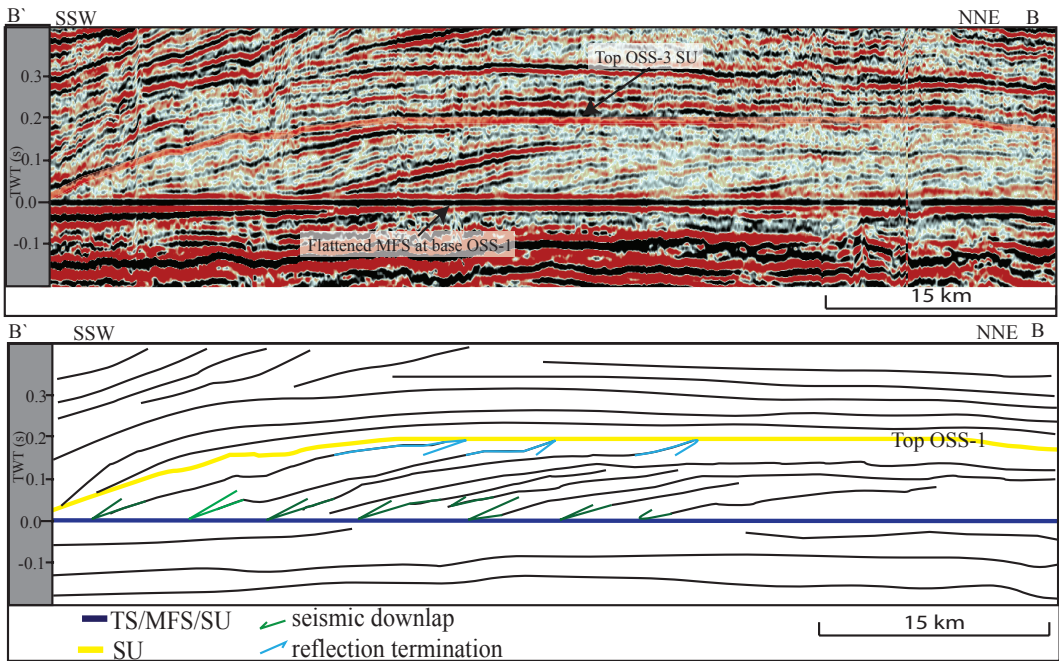 B` SSW NNE B
Top OSS-3 SU
0.3
0.2
0.1
0.0
-0.1
TWT (s)
Flattened MFS at base OSS-1
15 km
B` SSW NNE B
0.3
0.2
0.1
0.0
-0.1
TWT (s)
Top OSS-1
TS/MFS/SU seismic downlap
SU reflection termination
15 km